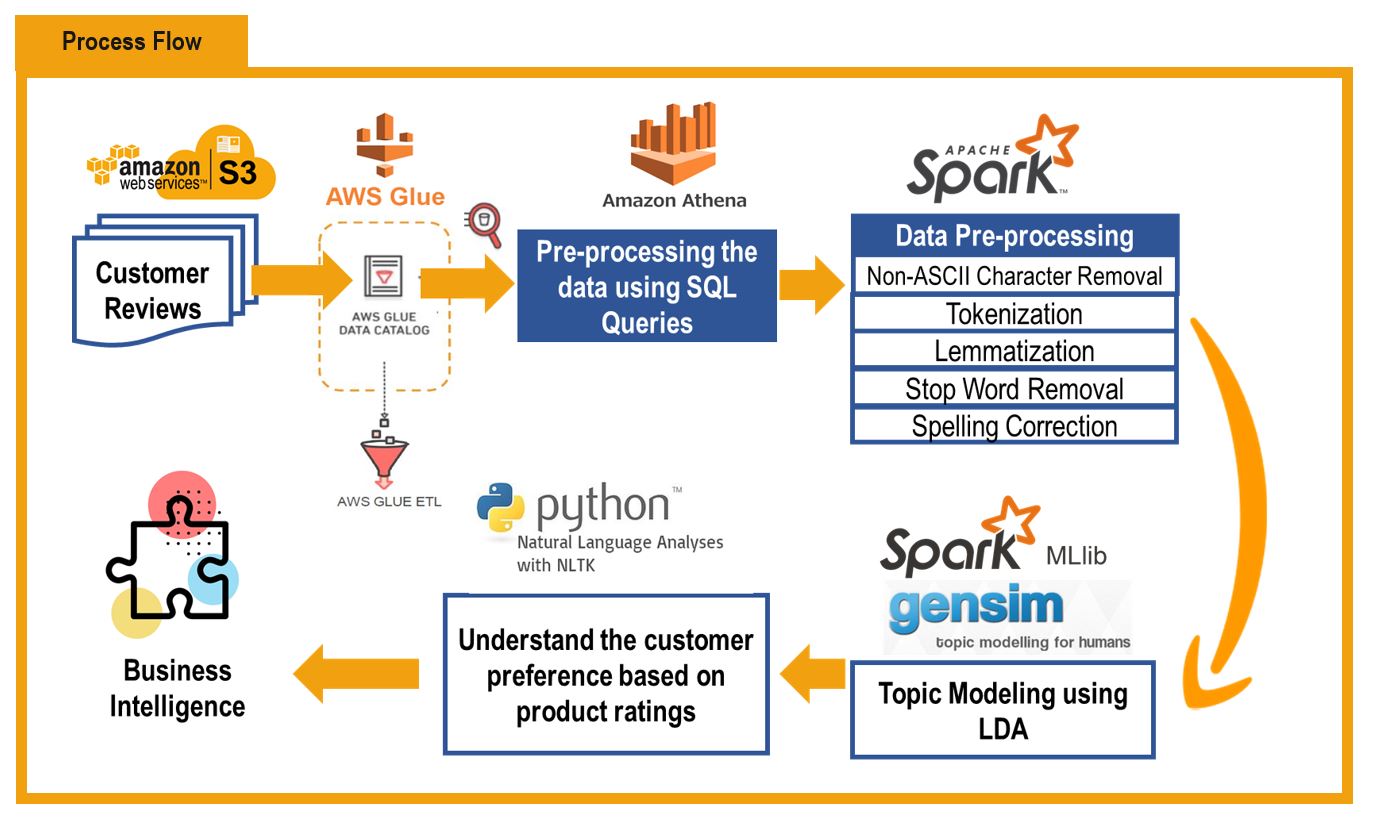 Process Flow
amazon
web services™
S3
AWS Glue
Amazon Athena
APACHE
Spark™
Customer
Reviews
AWS GLUE
DATA CATALOG
AWS GLUE ETL
Pre-processing the
data using SQL
Queries
Data Pre-processing
Non-ASCII Character Removal
Tokenization
Lemmatization
Stop Word Removal
Spelling Correction
Spark MLlib
gensim
topic modelling for humans
Topic Modeling using
LDA
python™
Natural Language Analyses
with NLTK
Understand the customer
preference based on
product ratings
Business
Intelligence